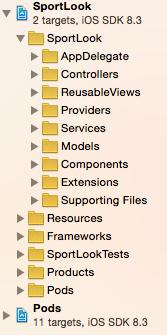 SportLook
2 targets, iOS SDK 8.3
SportLook
AppDelegate
Controllers
ReusableViews
Providers
Services
Models
Components
Extensions
Supporting Files
Resources
Frameworks
SportLookTests
Products
Pods
Pods
11 targets, iOS SDK 8.3